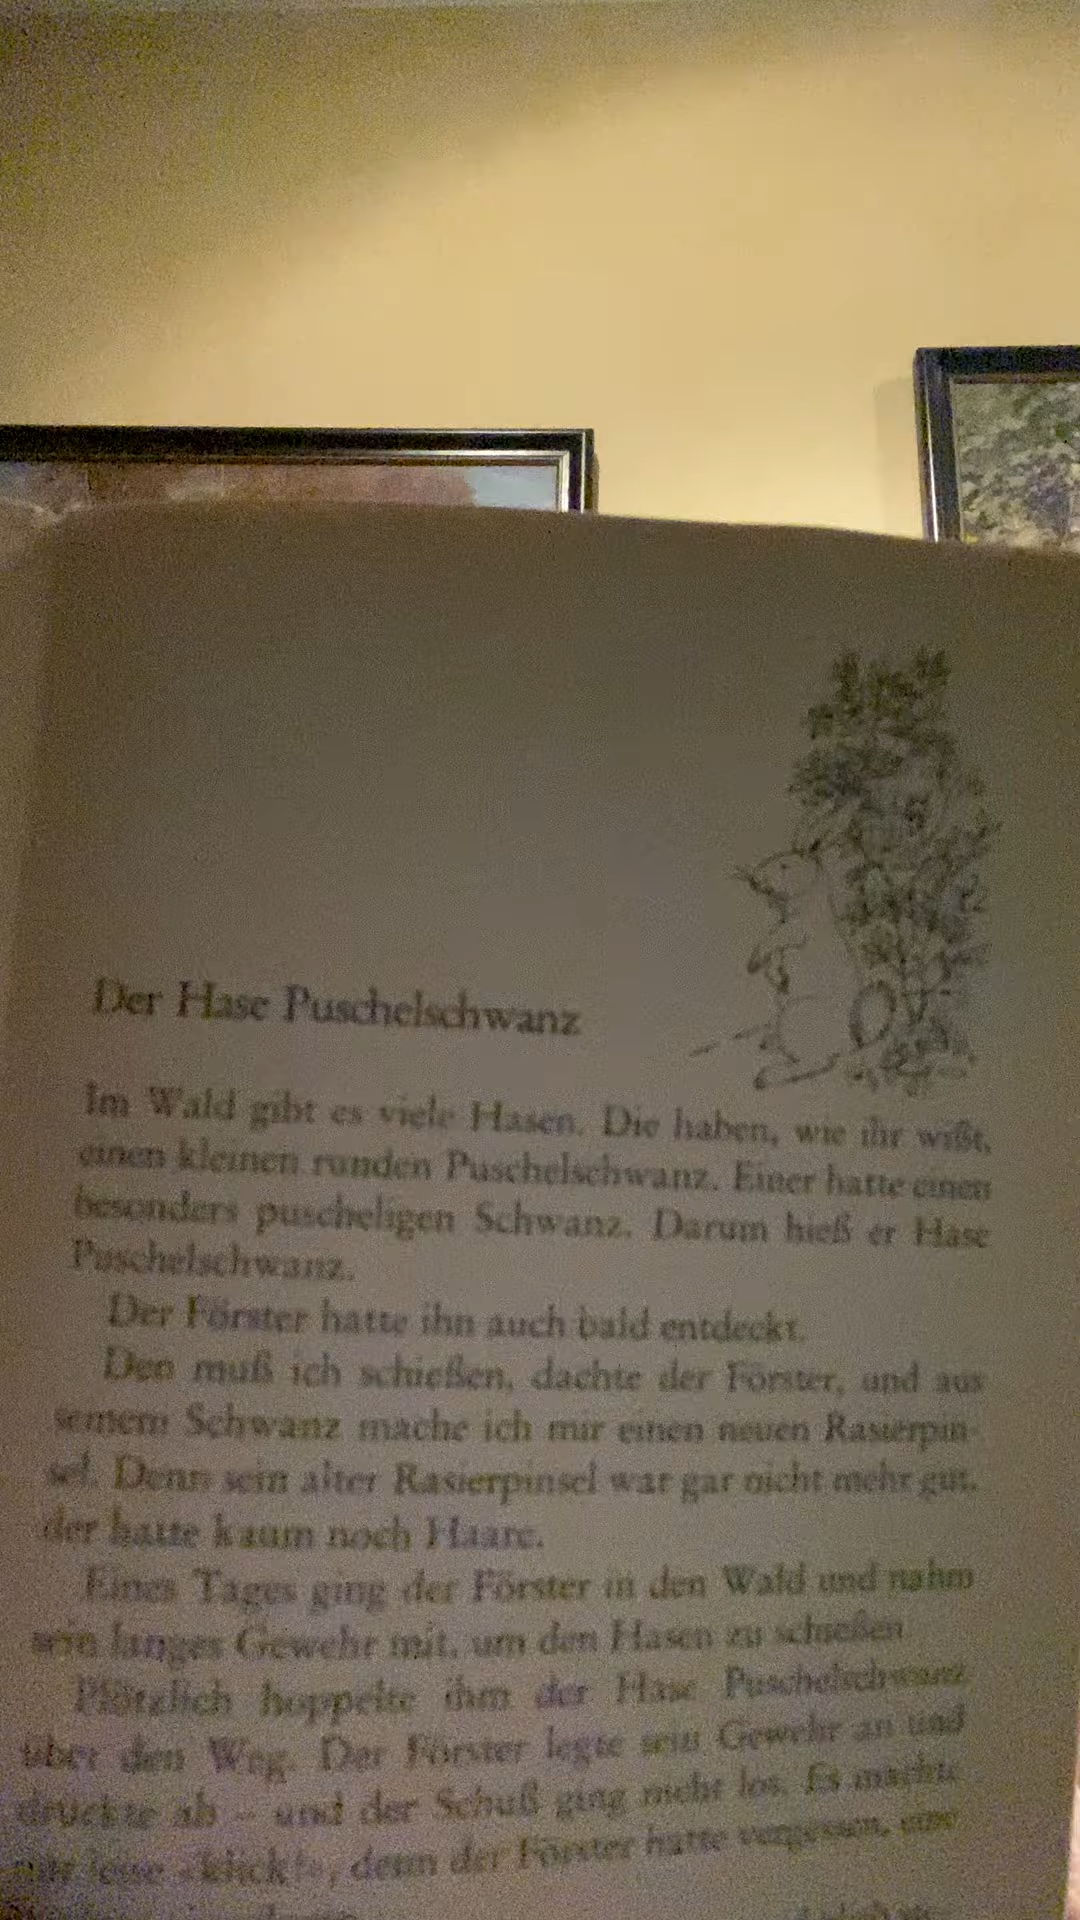 Der Hase Puschelschwanz
Im Wald gibt es viele Hasen. Die haben, wie ihr wißt,
einen kleinen runden Puschelschwanz. Einer hatte einen
besonders puscheligen Schwanz. Darum hieß er Hase
Puschelschwanz.
Der Förster hatte ihn auch bald entdeckt.
Den muß ich schießen, dachte der Förster, und aus
seinem Schwanz mache ich mir einen neuen Rasierpin-
sel. Denn sein alter Rasierpinsel war gar nicht mehr gut,
der hatte kaum noch Haare.
Eines Tages ging der Förster in den Wald und nahm
sein langes Gewehr mit, um den Hasen zu schießen.
Plötzlich hoppelte ihm der Hase Puschelschwanz
über den Weg. Der Förster legte sein Gewehr an und
drückte ab – und der Schuß ging nicht los. Es machte
nur leise »klick!«, denn der Förster hatte vergessen, eine